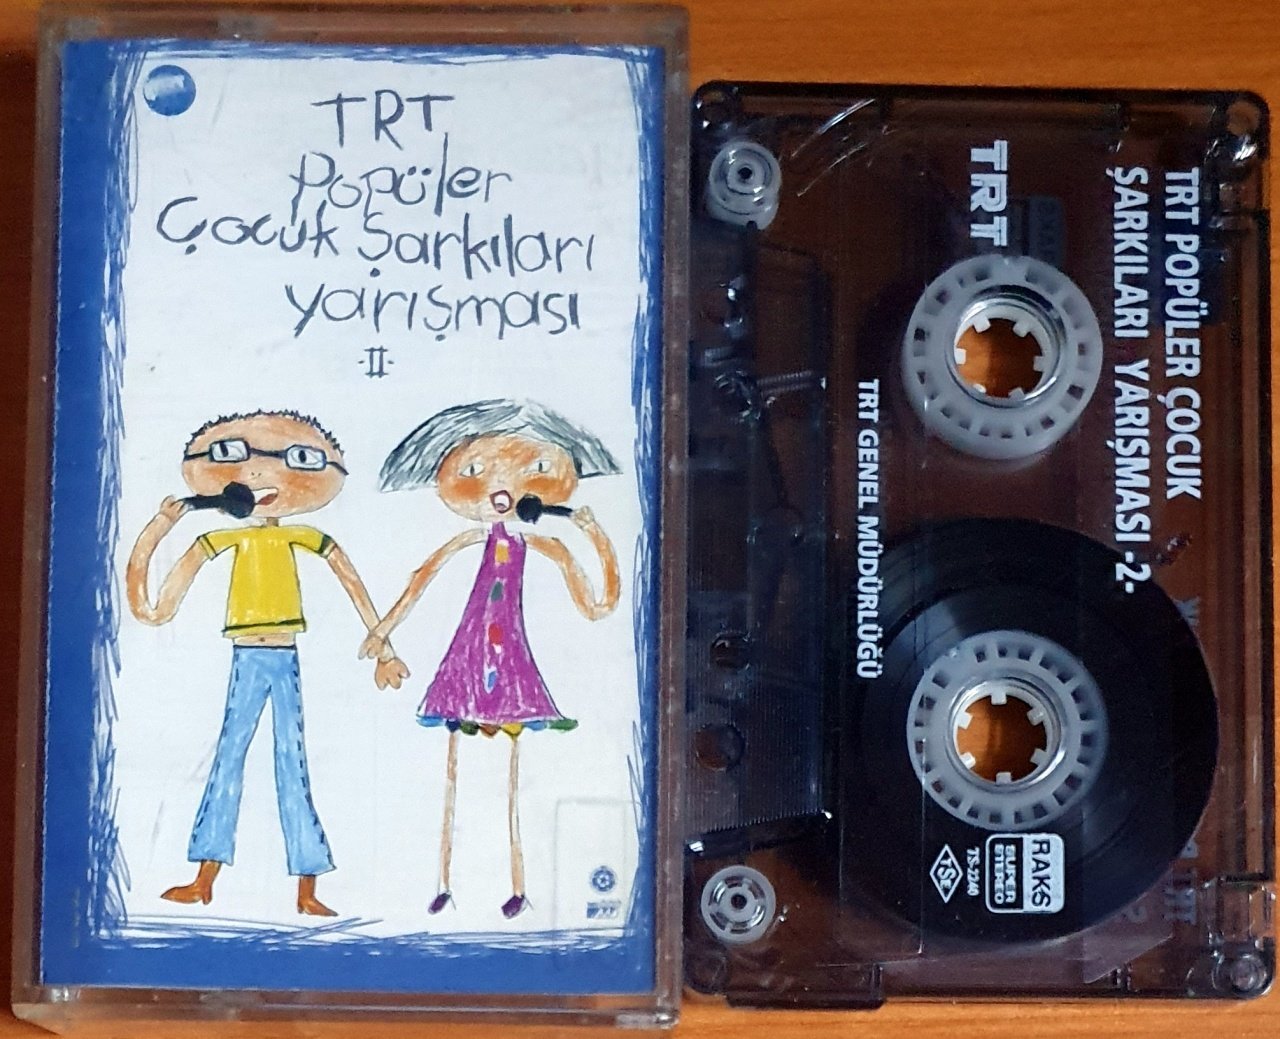 TRT
Popüler
Çocuk Şarkıları
yarışması
-II-
TRT
TRT POPÜLER ÇOCUK
ŞARKILARI YARIŞMASI -2-
TRT GENEL MÜDÜRLÜĞÜ
RAKS
SUPER
STEREO
TS-2240
TSE